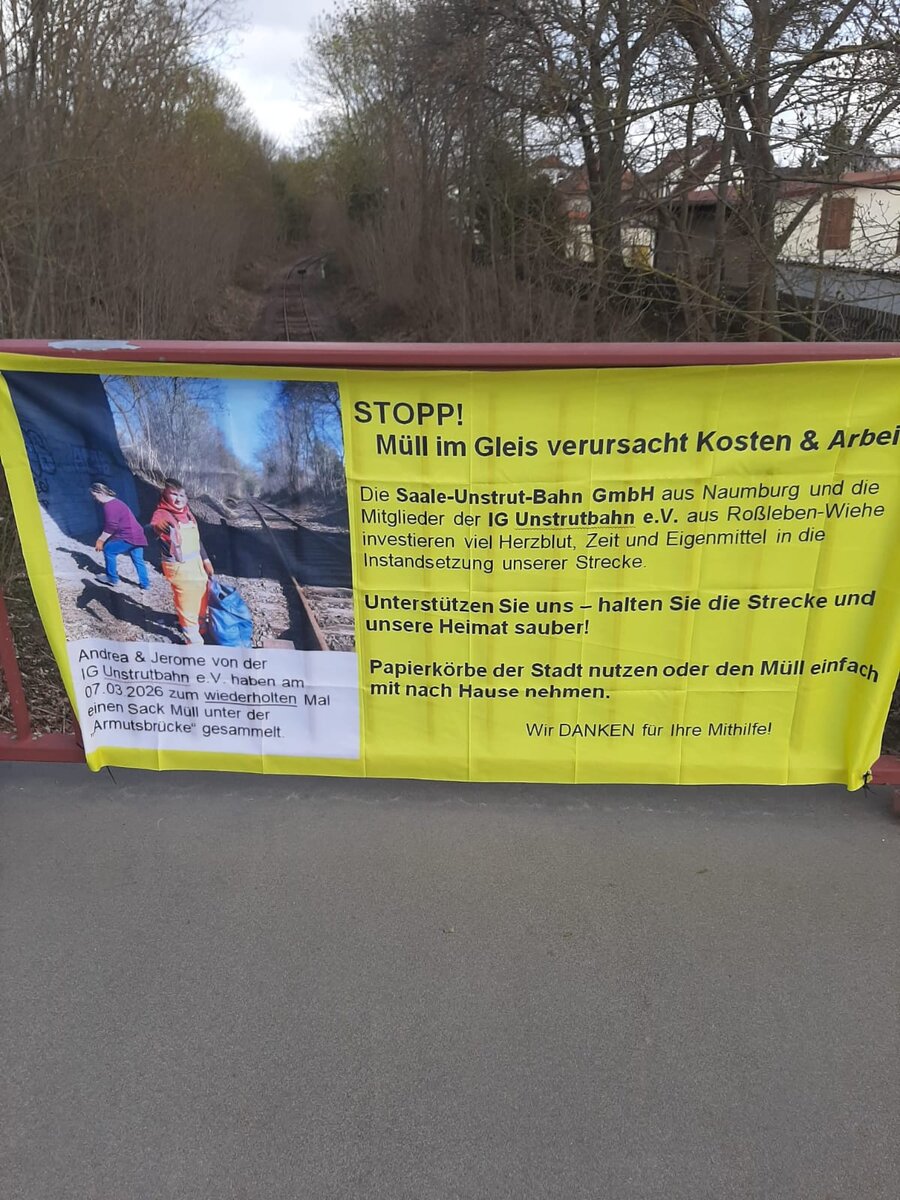 STOPP!
Müll im Gleis verursacht Kosten & Arbei
Die Saale-Unstrut-Bahn GmbH aus Naumburg und die
Mitglieder der IG Unstrutbahn e.V. aus Roßleben-Wiehe
investieren viel Herzblut, Zeit und Eigenmittel in die
Instandsetzung unserer Strecke.
Unterstützen Sie uns – halten Sie die Strecke und
unsere Heimat sauber!
Papierkörbe der Stadt nutzen oder den Müll einfach
mit nach Hause nehmen.
Wir DANKEN für Ihre Mithilfe!
Andrea & Jerome von der
IG Unstrutbahn e.V. haben am
07.03.2026 zum wiederholten Mal
einen Sack Müll unter der
„Armutsbrücke“ gesammelt.